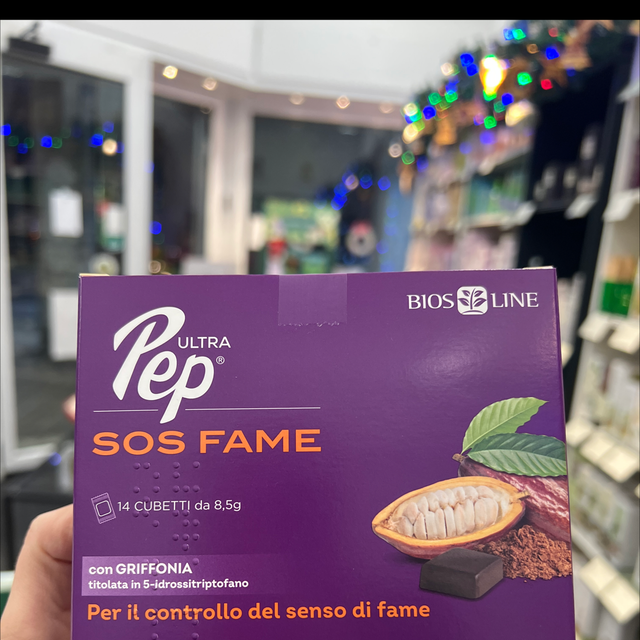 BIOS LINE
ULTRA
Pep®
SOS FAME
14 CUBETTI da 8,5g
con GRIFFONIA
titolata in 5-idrossitriptofano
Per il controllo del senso di fame